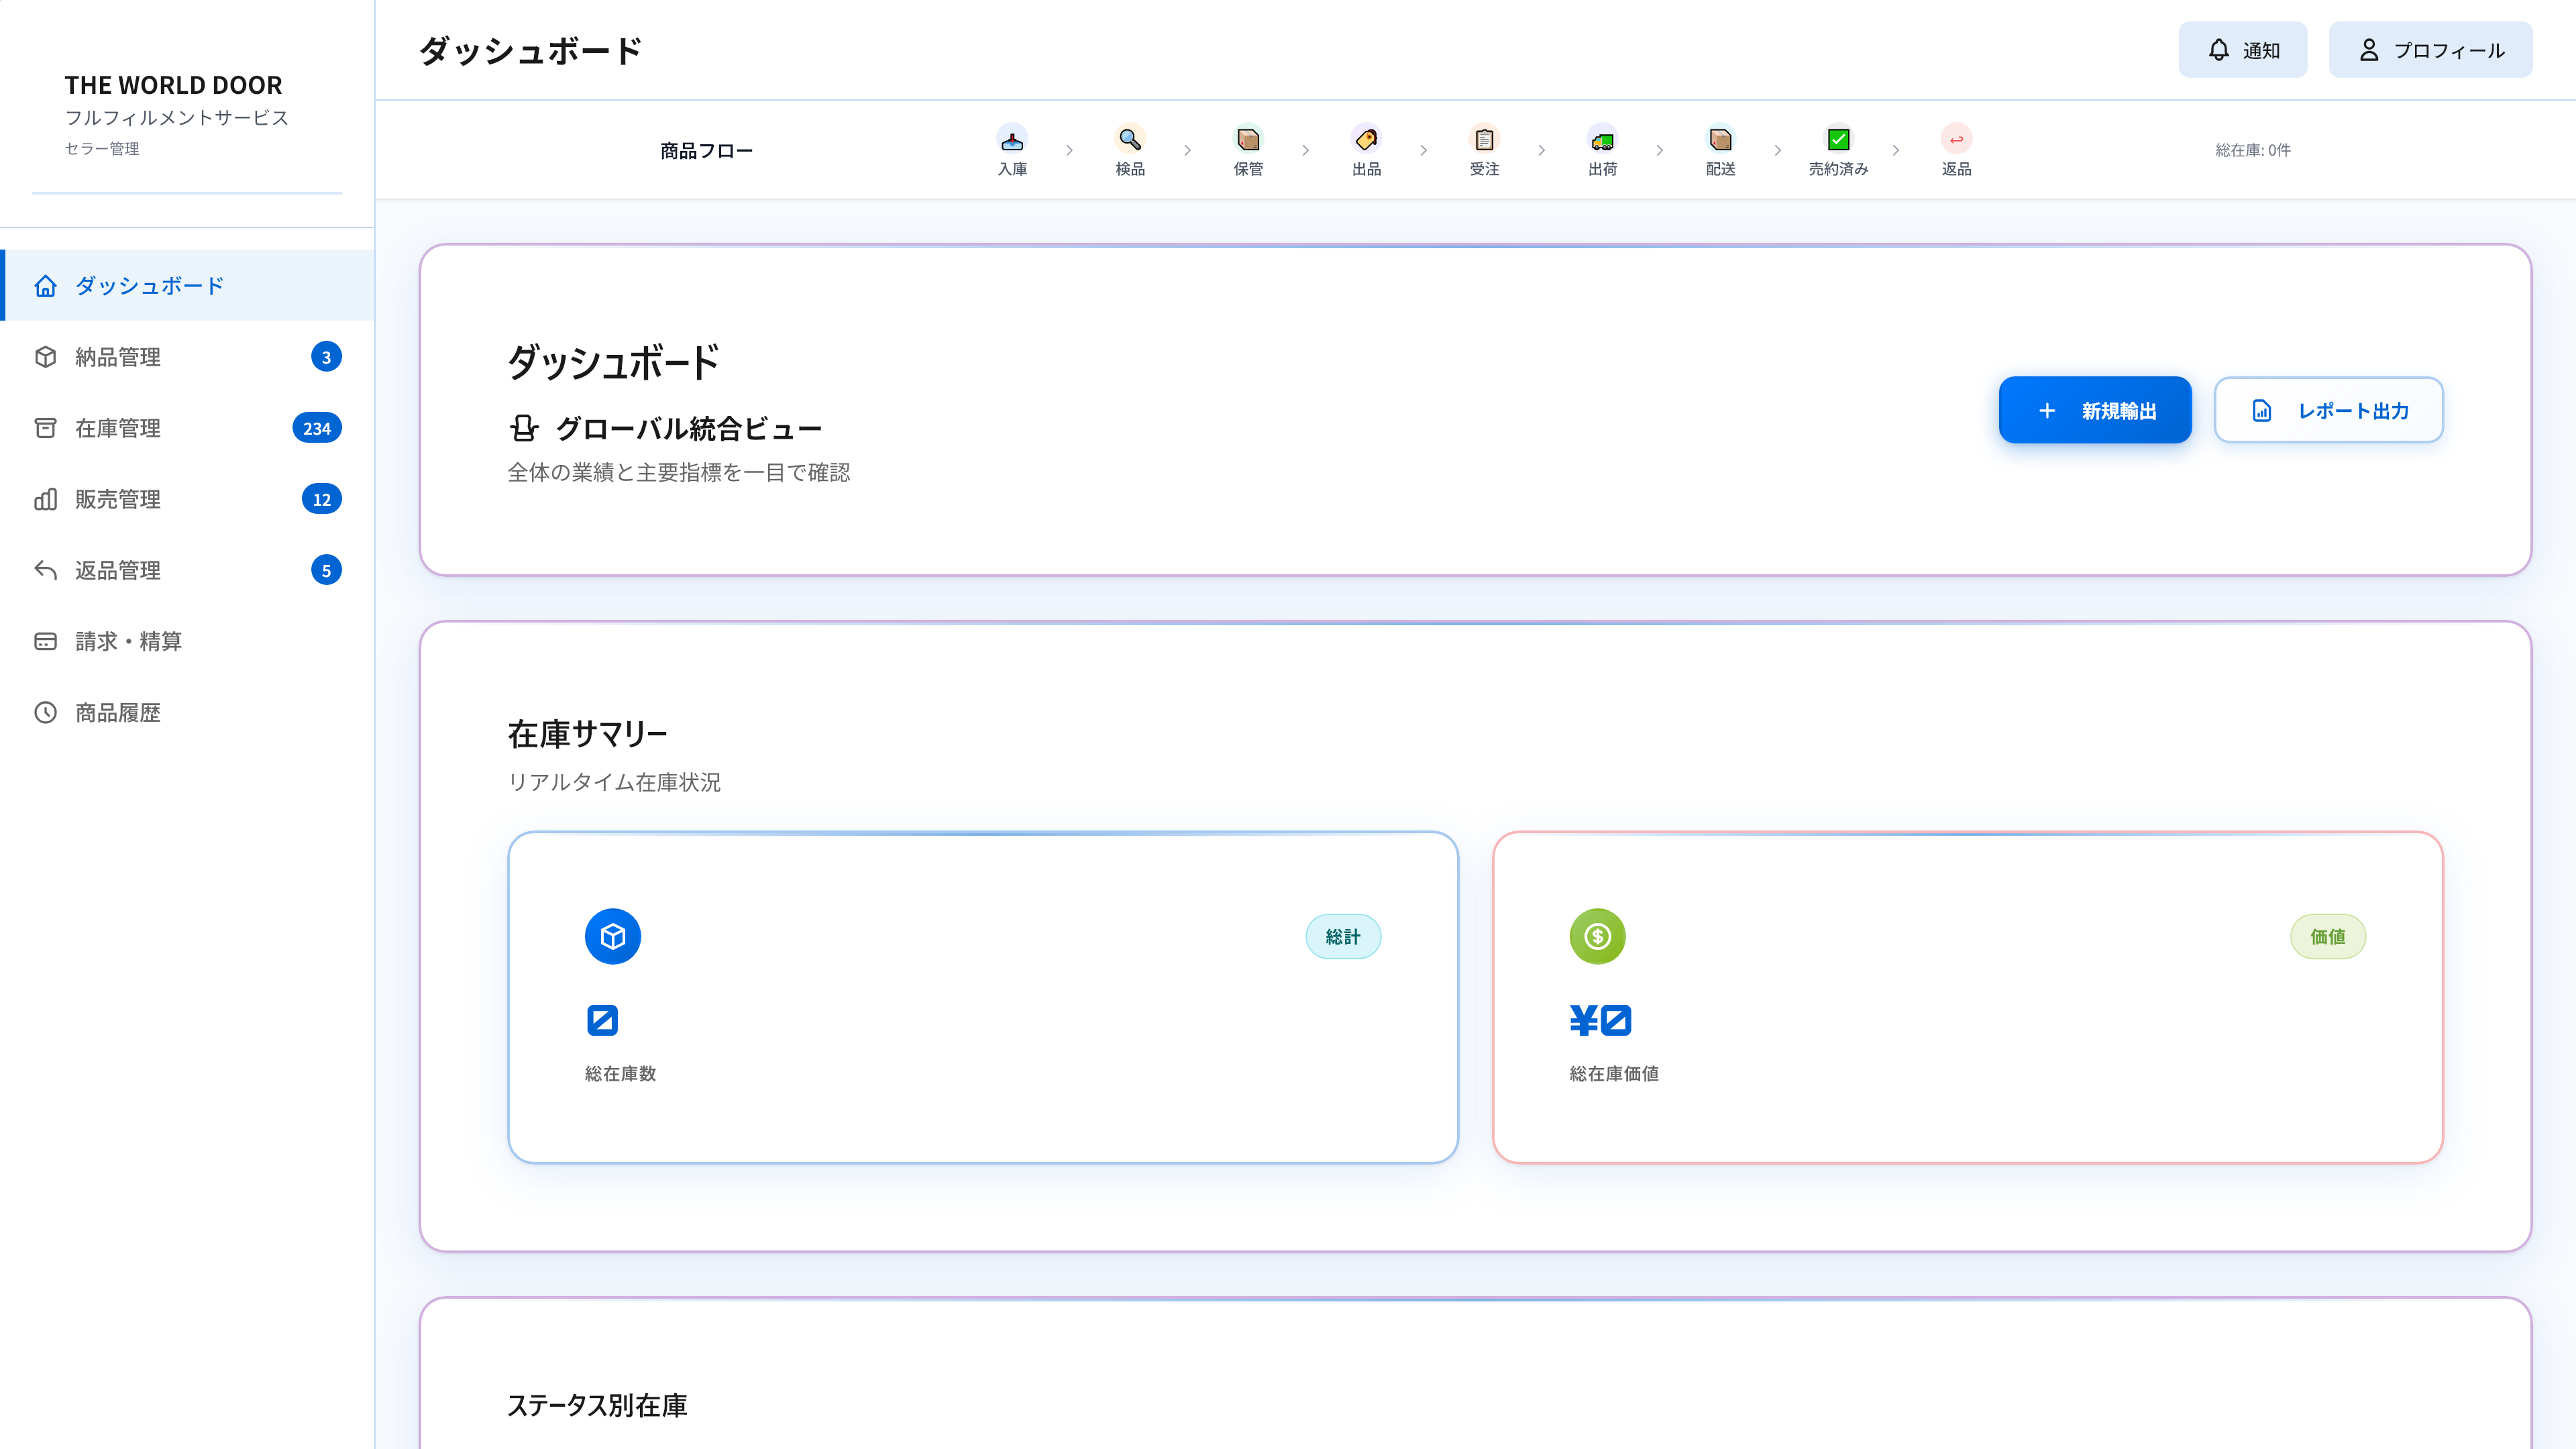 THE WORLD DOOR
フルフィルメントサービス
セラー管理
ダッシュボード
納品管理 3
在庫管理 234
販売管理 12
返品管理 5
請求・精算
商品履歴
ダッシュボード
通知
プロフィール
商品フロー
入庫
検品
保管
出品
受注
出荷
配送
売約済み
返品
総在庫: 0件
ダッシュボード
グローバル統合ビュー
全体の業績と主要指標を一目で確認
新規輸出
レポート出力
在庫サマリー
リアルタイム在庫状況
総計
0
総在庫数
価値
¥0
総在庫価値
ステータス別在庫